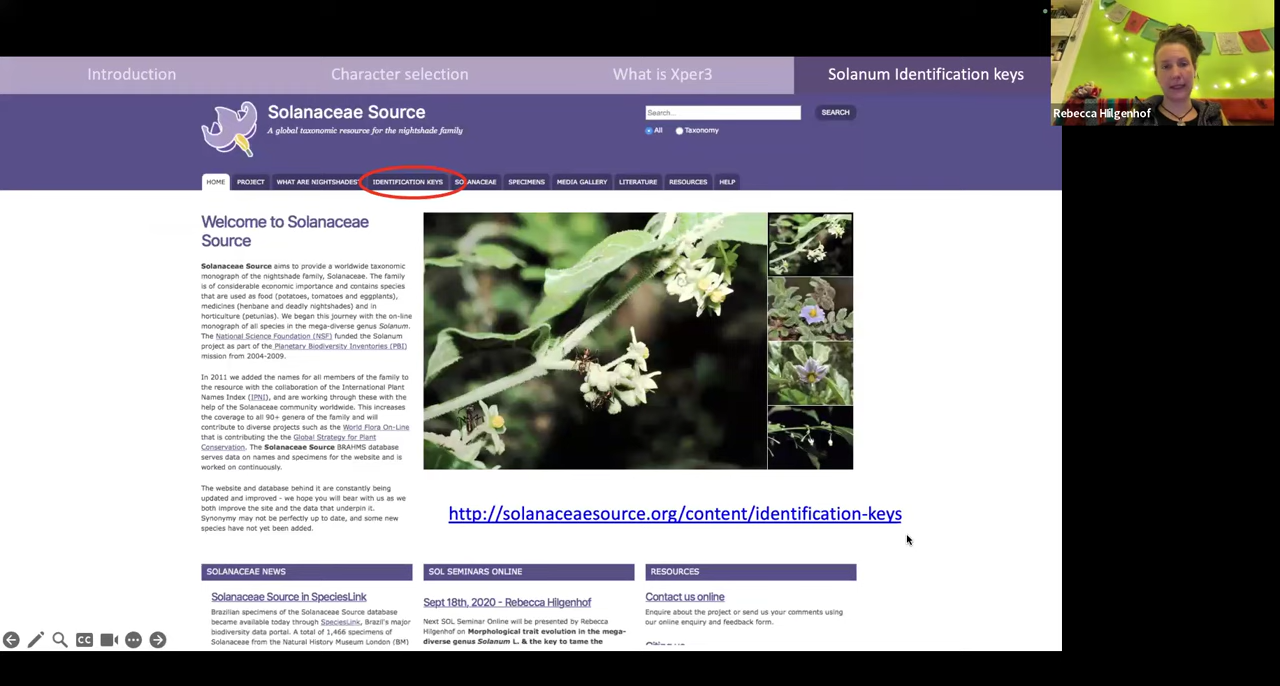 Introduction
Character selection
What is Xper3
Solanum Identification keys
Rebecca Hilgenhof
Solanaceae Source
A global taxonomic resource for the nightshade family
Search...
SEARCH
All
Taxonomy
HOME
PROJECT
WHAT ARE NIGHTSHADES?
IDENTIFICATION KEYS
SOLANACEAE
SPECIMENS
MEDIA GALLERY
LITERATURE
RESOURCES
HELP
Welcome to Solanaceae
Source
Solanaceae Source aims to provide a worldwide taxonomic
monograph of the nightshade family, Solanaceae. The family
is of considerable economic importance and contains species
that are used as food (potatoes, tomatoes and eggplants),
medicines (henbane and deadly nightshades) and in
horticulture (petunias). We began this journey with the on-line
monograph of all species in the mega-diverse genus Solanum.
The National Science Foundation (NSF) funded the Solanum
project as part of the Planetary Biodiversity Inventories (PBI)
mission from 2004-2009.
In 2011 we added the names for all members of the family to
the resource with the collaboration of the International Plant
Names Index (IPNI), and are working through these with the
help of the Solanaceae community worldwide. This increases
the coverage to all 90+ genera of the family and will
contribute to diverse projects such as the World Flora On-Line
that is contributing the the Global Strategy for Plant
Conservation. The Solanaceae Source BRAHMS database
serves data on names and specimens for the website and is
worked on continuously.
The website and database behind it are constantly being
updated and improved - we hope you will bear with us as we
both improve the site and the data that underpin it.
Synonymy may not be perfectly up to date, and some new
species have not yet been added.
http://solanaceaesource.org/content/identification-keys
SOLANACEAE NEWS
Solanaceae Source in SpeciesLink
Brazilian specimens of the Solanaceae Source database
became available today through SpeciesLink, Brazil's major
biodiversity data portal. A total of 1,466 specimens of
Solanaceae from the Natural History Museum London (BM)
SOL SEMINARS ONLINE
Sept 18th, 2020 - Rebecca Hilgenhof
Next SOL Seminar Online will be presented by Rebecca
Hilgenhof on Morphological trait evolution in the mega-
diverse genus Solanum L. & the key to tame the
RESOURCES
Contact us online
Enquire about the project or send us your comments using
our online enquiry and feedback form.
CC